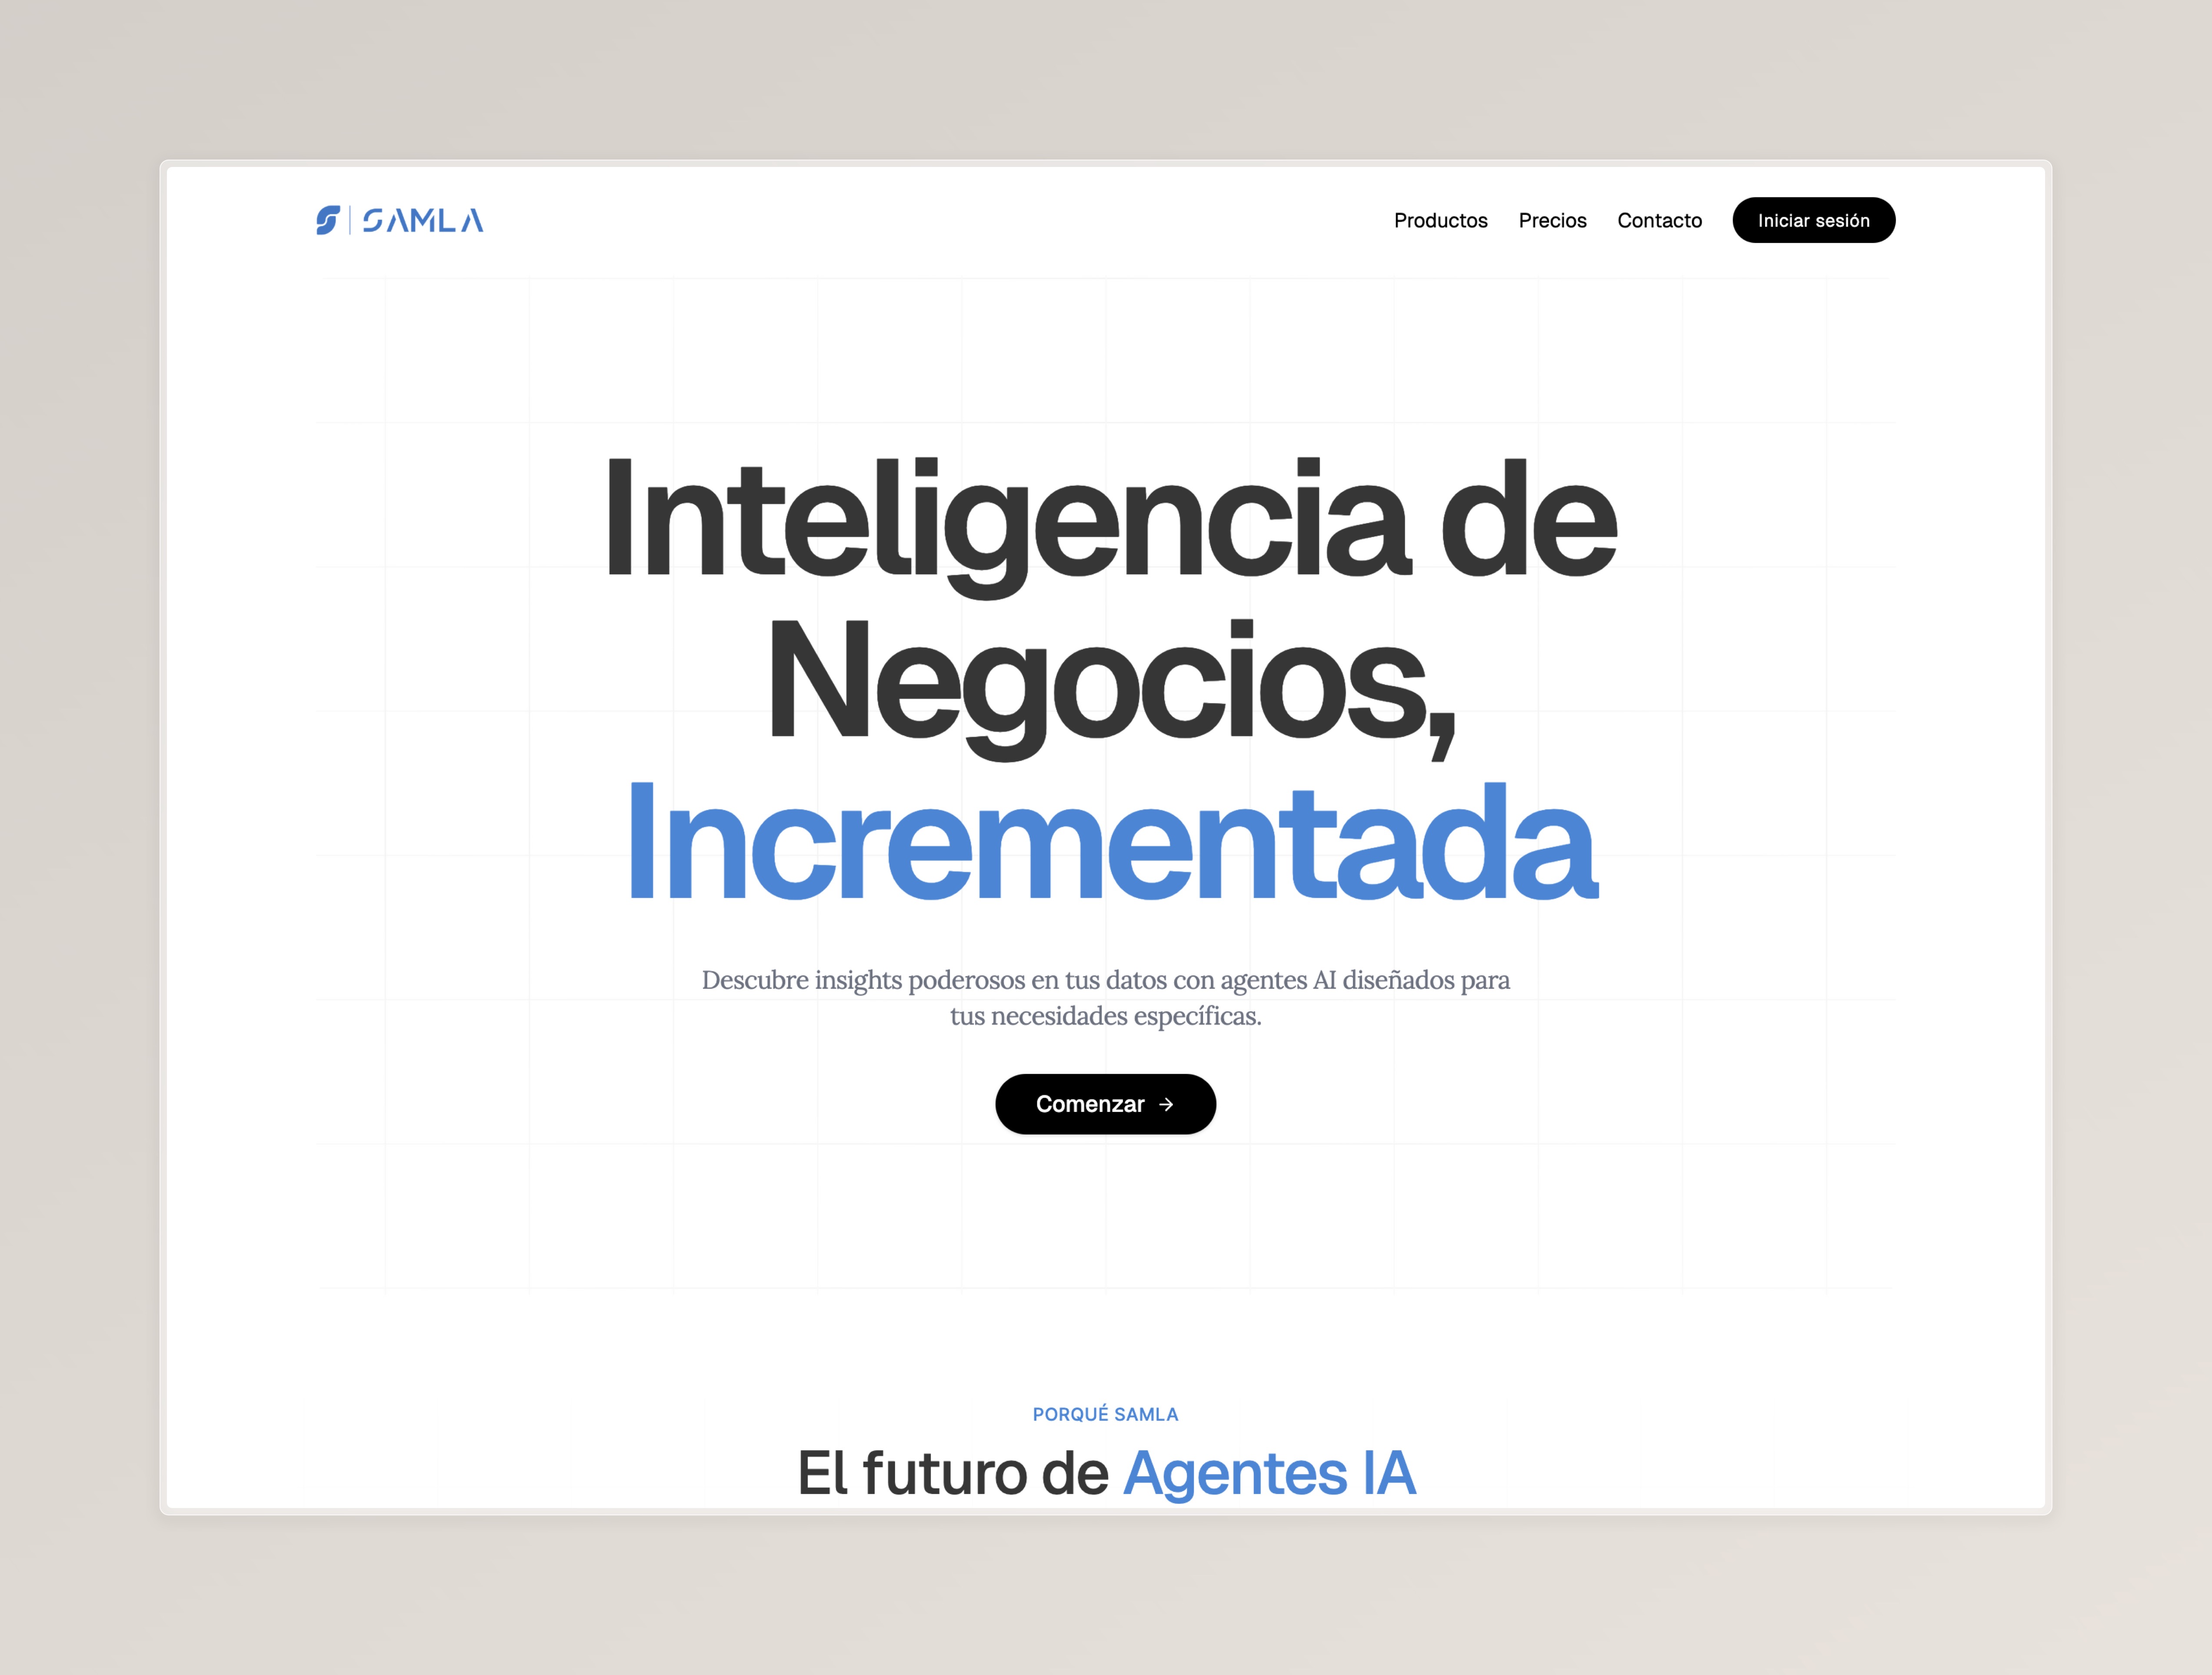 SAMLA
Productos
Precios
Contacto
Iniciar sesión
Inteligencia de
Negocios,
Incrementada
Descubre insights poderosos en tus datos con agentes AI diseñados para
tus necesidades específicas.
Comenzar →
PORQUÉ SAMLA
El futuro de Agentes IA